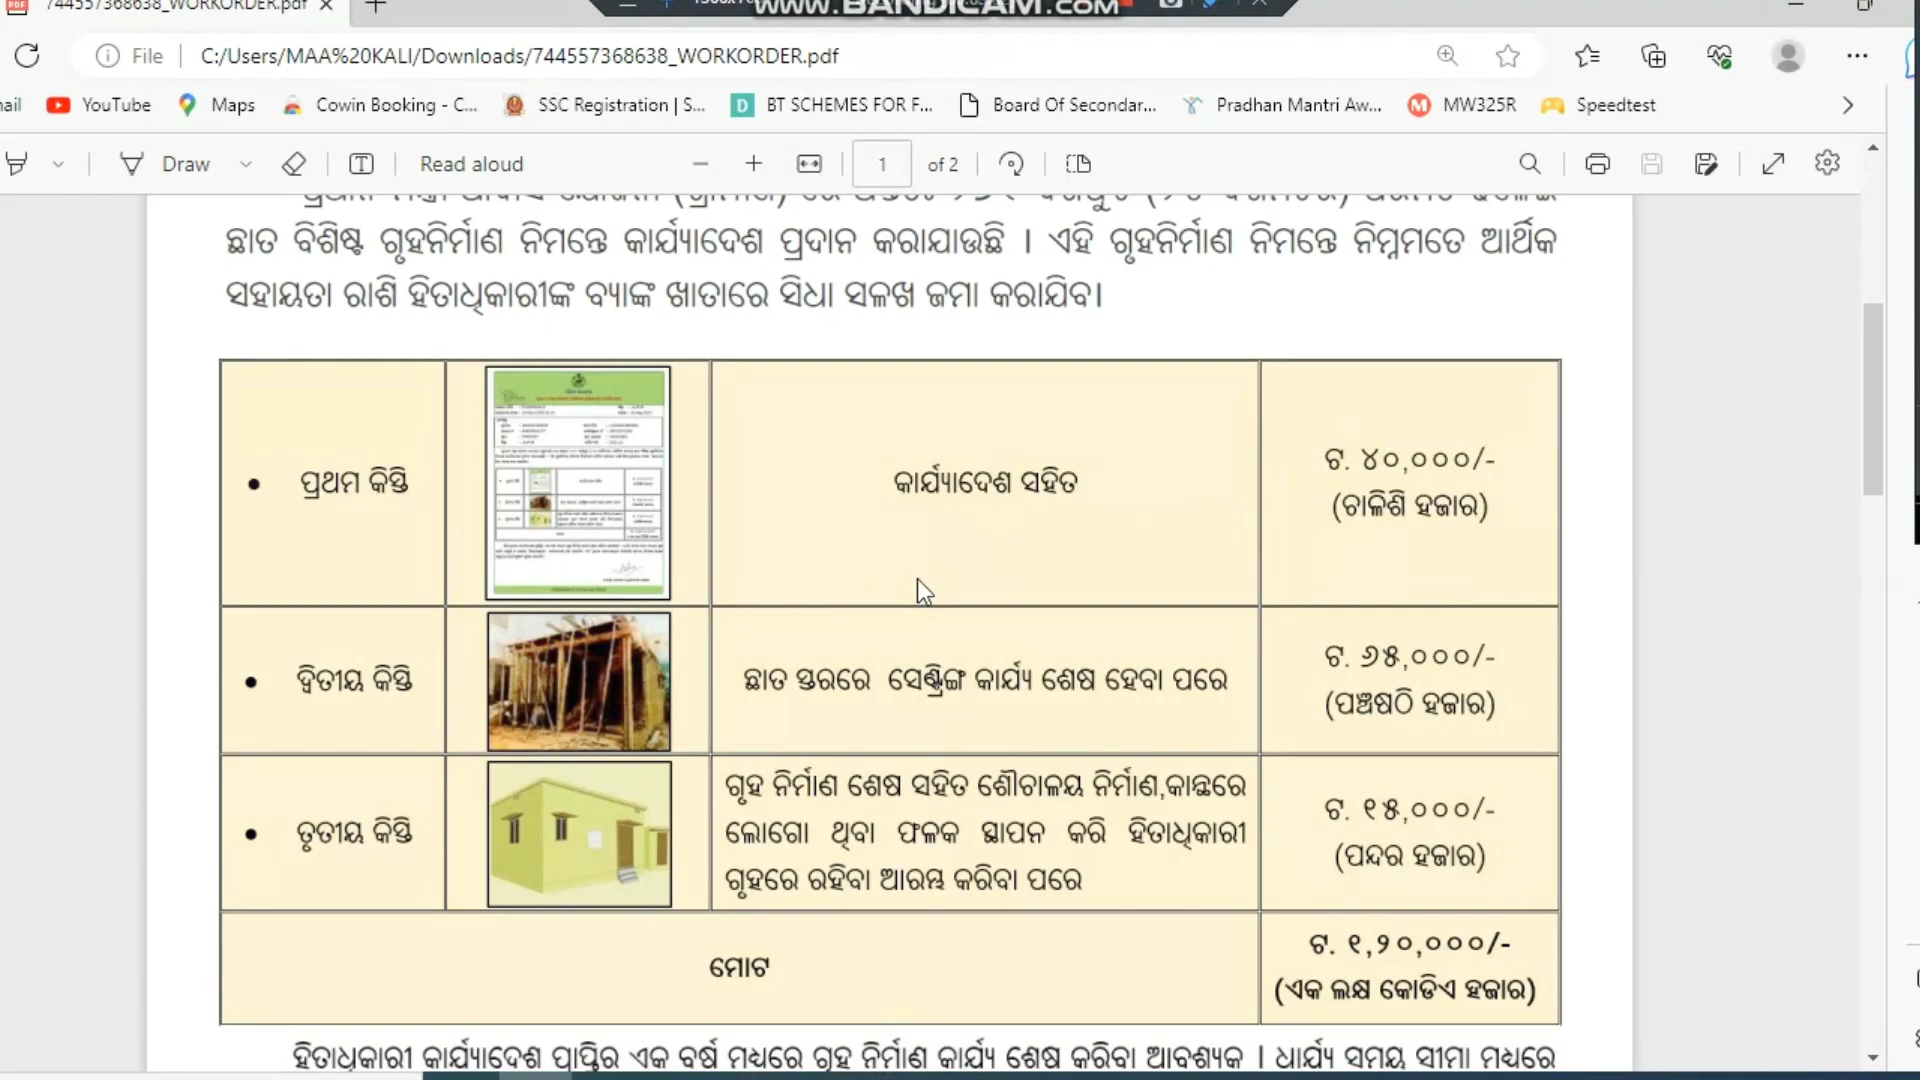 744557368638_WORKORDER.pdf
www.BANDICAM.com
File
C:/Users/MAA%20KALI/Downloads/744557368638_WORKORDER.pdf
ail YouTube Maps Cowin Booking - C... SSC Registration | S... BT SCHEMES FOR F... Board Of Secondar... Pradhan Mantri Aw... MW325R Speedtest
Draw Read aloud 1 of 2
ଛାତ ବିଶିଷ୍ଟ ଗୃହନିର୍ମାଣ ନିମନ୍ତେ କାର୍ଯ୍ୟାଦେଶ ପ୍ରଦାନ କରାଯାଉଛି । ଏହି ଗୃହନିର୍ମାଣ ନିମନ୍ତେ ନିମ୍ନମତେ ଆର୍ଥିକ
ସହାୟତା ରାଶି ହିତାଧିକାରୀଙ୍କ ବ୍ୟାଙ୍କ ଖାତାରେ ସିଧା ସଳଖ ଜମା କରାଯିବ।
• ପ୍ରଥମ କିସ୍ତି
କାର୍ଯ୍ୟାଦେଶ ସହିତ
ଟ. ୪୦,୦୦୦/-
(ଚାଳିଶି ହଜାର)
• ଦ୍ଵିତୀୟ କିସ୍ତି
ଛାତ ସ୍ତରରେ ସେଣ୍ଟ୍ରିଙ୍ଗ କାର୍ଯ୍ୟ ଶେଷ ହେବା ପରେ
ଟ. ୬୫,୦୦୦/-
(ପଞ୍ଚଷଠି ହଜାର)
• ତୃତୀୟ କିସ୍ତି
ଗୃହ ନିର୍ମାଣ ଶେଷ ସହିତ ଶୌଚାଳୟ ନିର୍ମାଣ,କାନ୍ଥରେ
ଲୋଗୋ ଥିବା ଫଳକ ସ୍ଥାପନ କରି ହିତାଧିକାରୀ
ଗୃହରେ ରହିବା ଆରମ୍ଭ କରିବା ପରେ
ଟ. ୧୫,୦୦୦/-
(ପନ୍ଦର ହଜାର)
ମୋଟ
ଟ. ୧,୨୦,୦୦୦/-
(ଏକ ଲକ୍ଷ କୋଡିଏ ହଜାର)
ହିତାଧିକାରୀ କାର୍ଯ୍ୟାଦେଶ ପ୍ରାପ୍ତିର ଏକ ବର୍ଷ ମଧ୍ୟରେ ଗୃହ ନିର୍ମାଣ କାର୍ଯ୍ୟ ଶେଷ କରିବା ଆବଶ୍ୟକ । ଧାର୍ଯ୍ୟ ସମୟ ସୀମା ମଧ୍ୟରେ